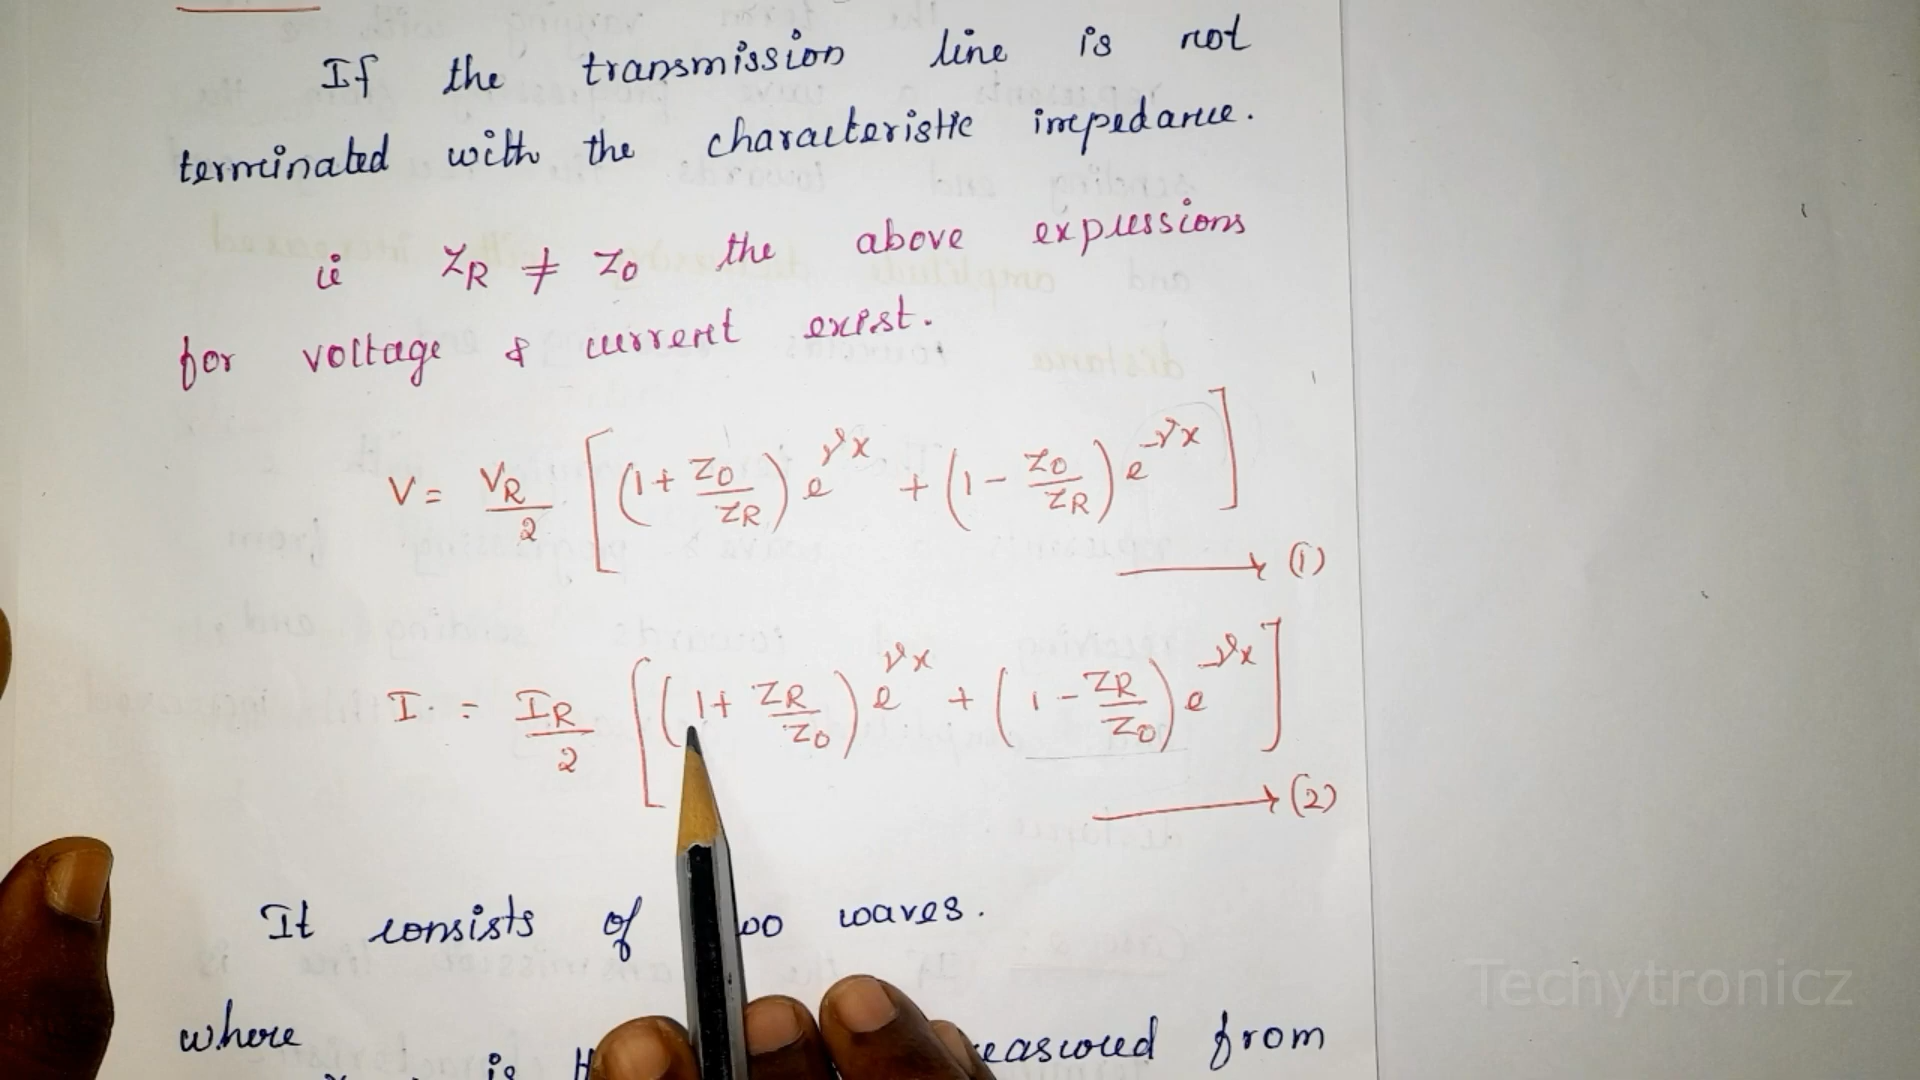 If the transmission line is not
terminated with the characteristic impedance.
ie ZR ≠ Z0 the above expressions
for voltage & current exist.
V = VR/2 [(1 + Z0/ZR) e^γx + (1 - Z0/ZR) e^-γx]
→ (1)
I = IR/2 [(1 + ZR/Z0) e^γx + (1 - ZR/Z0) e^-γx]
→ (2)
It consists of waves.
where from
is
Techytronicz